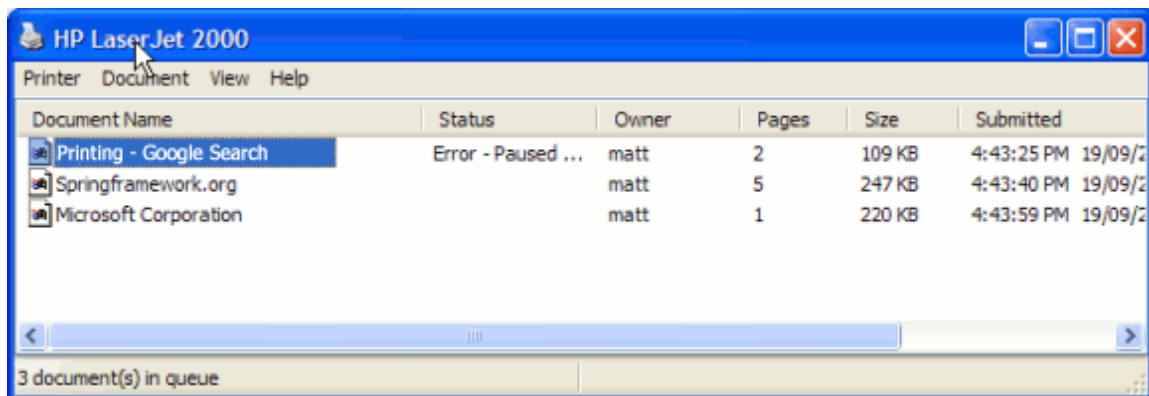 HP LaserJet 2000
Printer Document View Help
Document Name Status Owner Pages Size Submitted
Printing - Google Search Error - Paused ... matt 2 109 KB 4:43:25 PM 19/09/2
Springframework.org matt 5 247 KB 4:43:40 PM 19/09/2
Microsoft Corporation matt 1 220 KB 4:43:59 PM 19/09/2
3 document(s) in queue